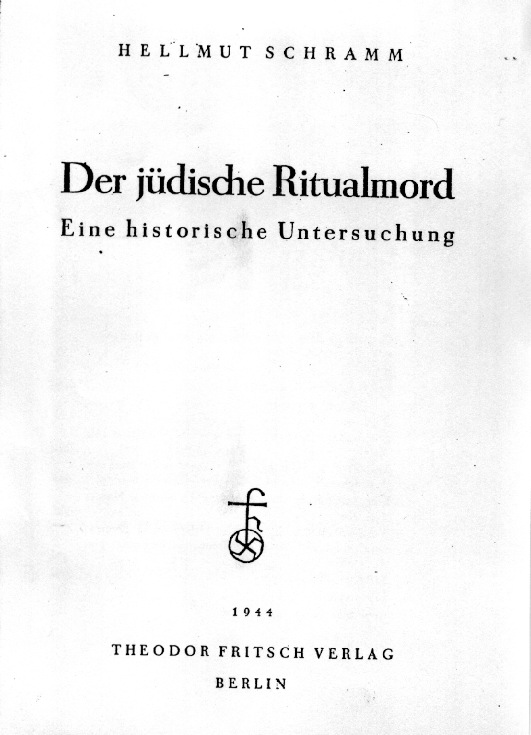 HELLMUT SCHRAMM
Der jüdische Ritualmord
Eine historische Untersuchung
1944
THEODOR FRITSCH VERLAG
BERLIN